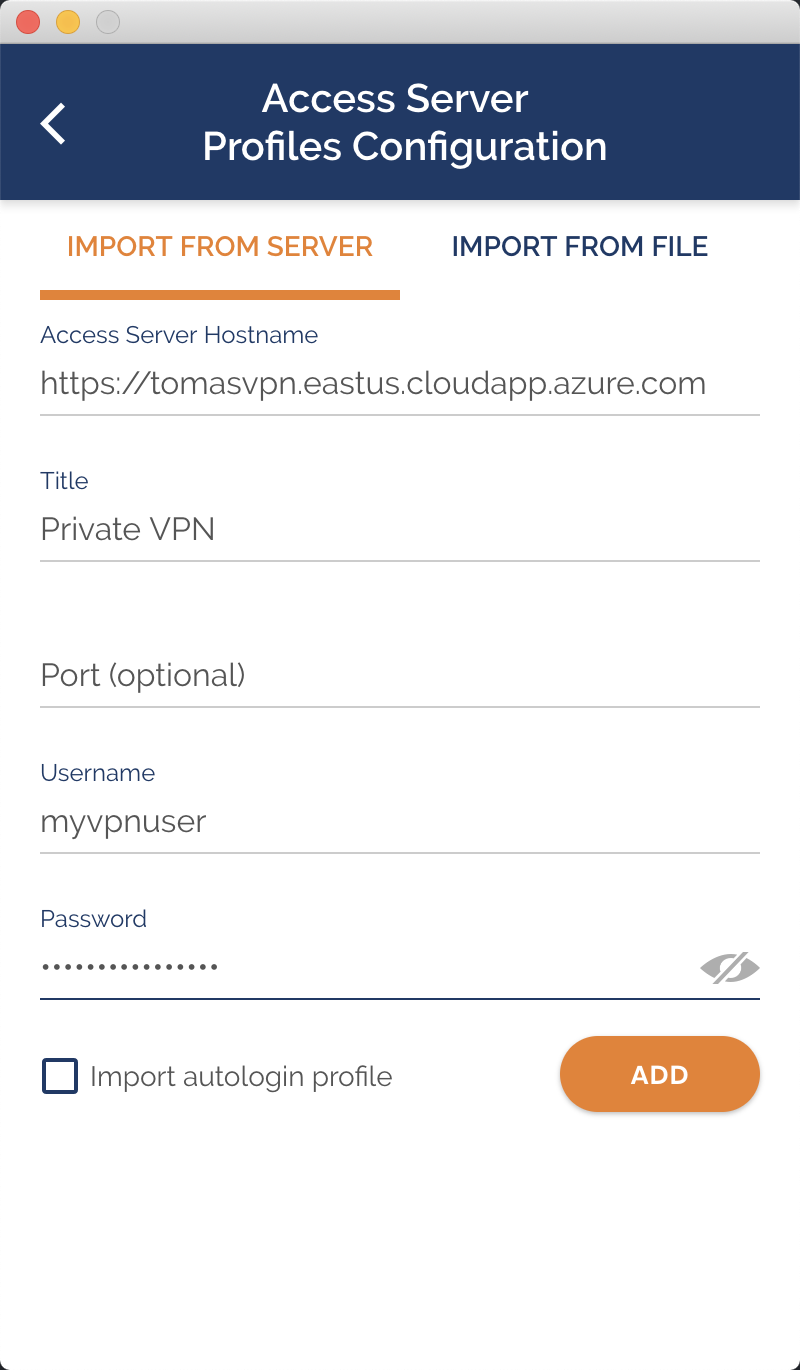 Access Server
Profiles Configuration
IMPORT FROM SERVER
IMPORT FROM FILE
Access Server Hostname
https://tomasvpn.eastus.cloudapp.azure.com
Title
Private VPN
Port (optional)
Username
myvpnuser
Password
••••••••••••••••
Import autologin profile
ADD